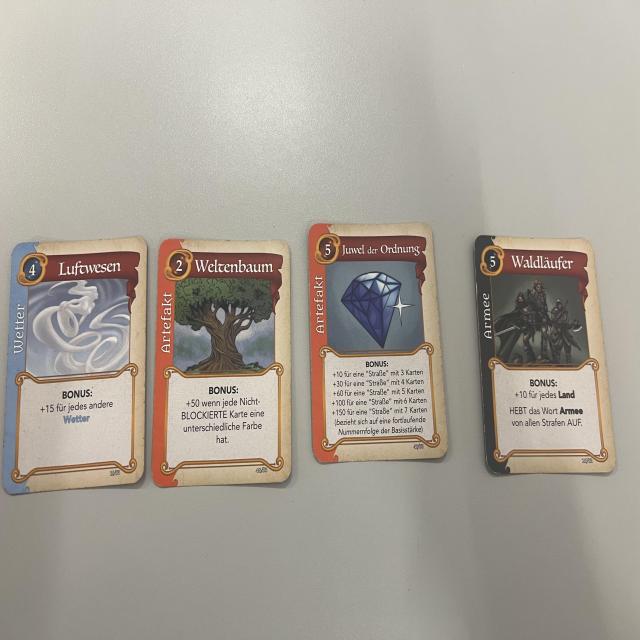 4
Luftwesen
Wetter
BONUS:
+15 für jedes andere
Wetter
2
Weltenbaum
Artefakt
BONUS:
+50 wenn jede Nicht-
BLOCKIERTE Karte eine
unterschiedliche Farbe
hat.
5
Juwel der Ordnung
Artefakt
BONUS:
+10 für eine "Straße" mit 3 Karten
+30 für eine "Straße" mit 4 Karten
+60 für eine "Straße" mit 5 Karten
+100 für eine "Straße" mit 6 Karten
+150 für eine "Straße" mit 7 Karten
(bezieht sich auf eine fortlaufende
Nummernfolge der Basisstärke)
5
Waldläufer
Armee
BONUS:
+10 für jedes Land
HEBT das Wort Armee
von allen Strafen AUF.